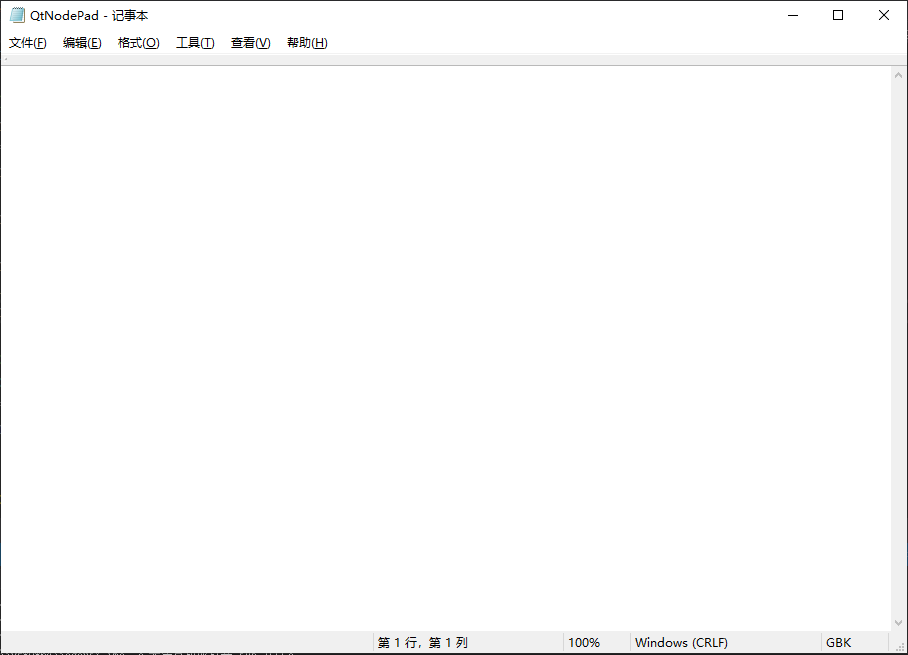 QtNodePad - 记事本
文件(F) 编辑(E) 格式(O) 工具(T) 查看(V) 帮助(H)
第 1 行，第 1 列 100% Windows (CRLF) GBK